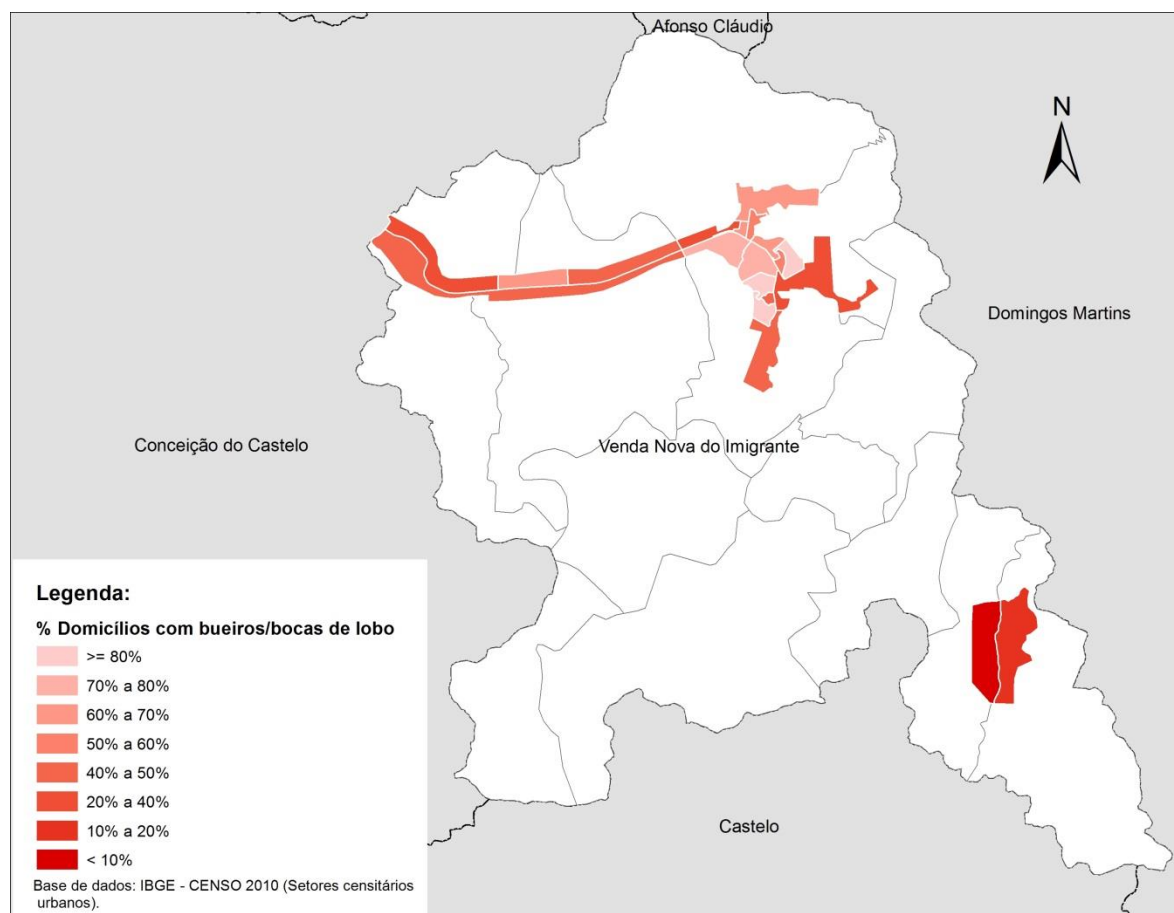 Afonso Cláudio
N
Domingos Martins
Conceição do Castelo
Venda Nova do Imigrante
Legenda:
% Domicílios com bueiros/bocas de lobo
>= 80%
70% a 80%
60% a 70%
50% a 60%
40% a 50%
20% a 40%
10% a 20%
< 10%
Castelo
Base de dados: IBGE - CENSO 2010 (Setores censitários
urbanos).